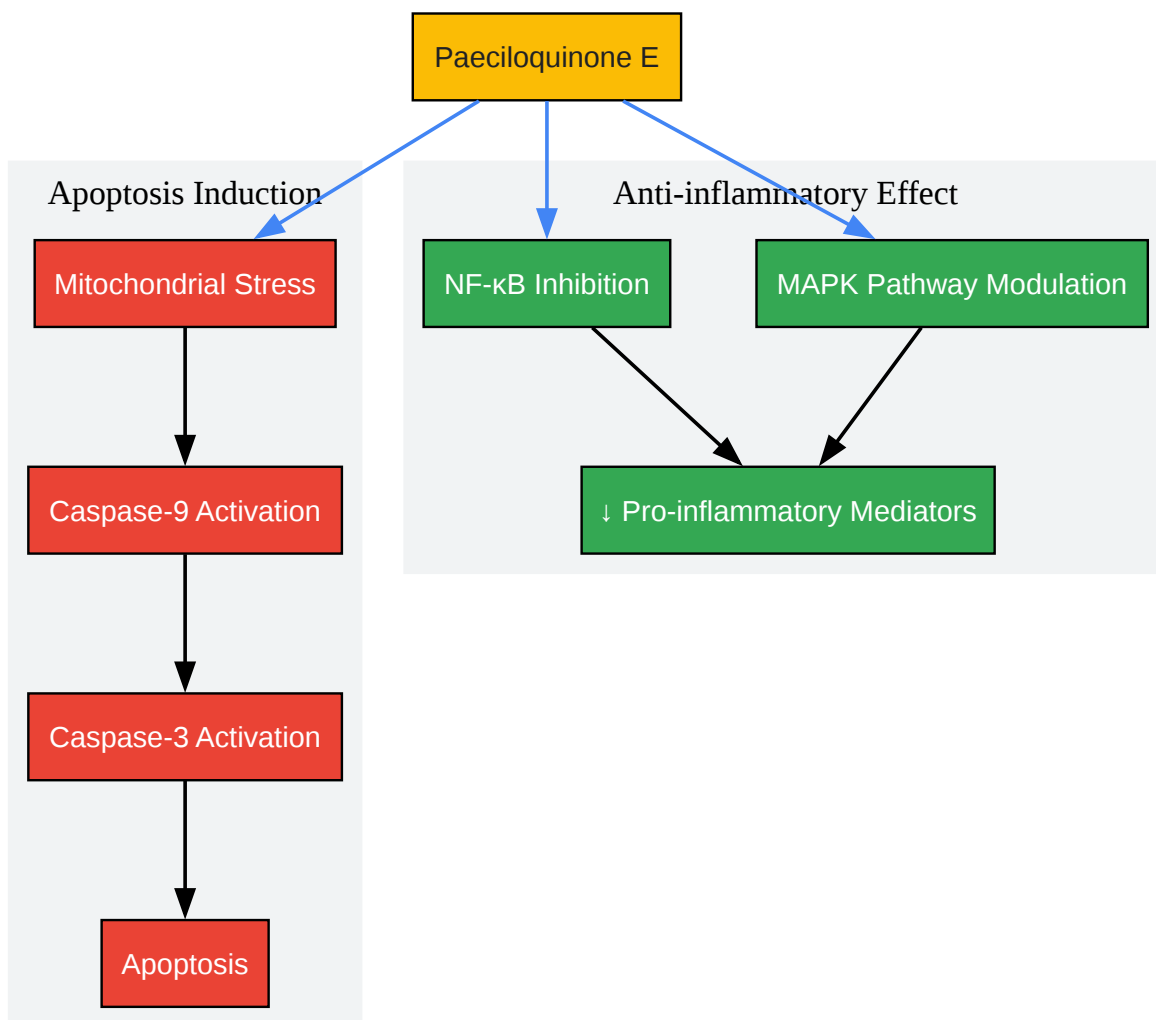 Paeciloquinone E
Apoptosis Induction
Anti-inflammatory Effect
Mitochondrial Stress
NF-κB Inhibition
MAPK Pathway Modulation
Caspase-9 Activation
↓ Pro-inflammatory Mediators
Caspase-3 Activation
Apoptosis